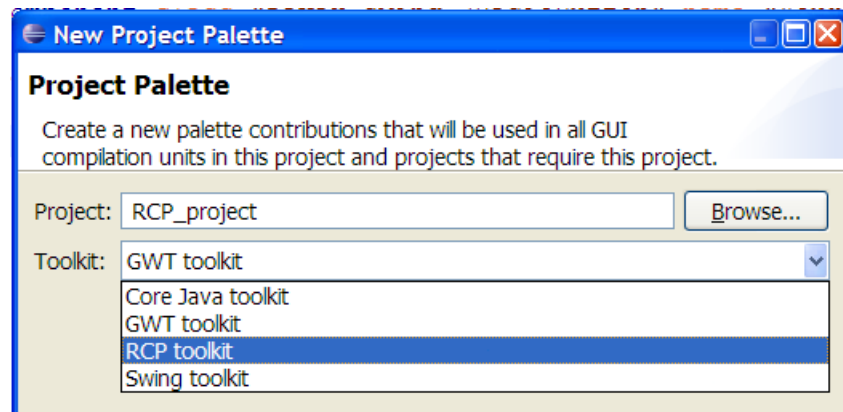 New Project Palette
Project Palette
Create a new palette contributions that will be used in all GUI
compilation units in this project and projects that require this project.
Project: RCP_project Browse...
Toolkit: GWT toolkit
Core Java toolkit
GWT toolkit
RCP toolkit
Swing toolkit